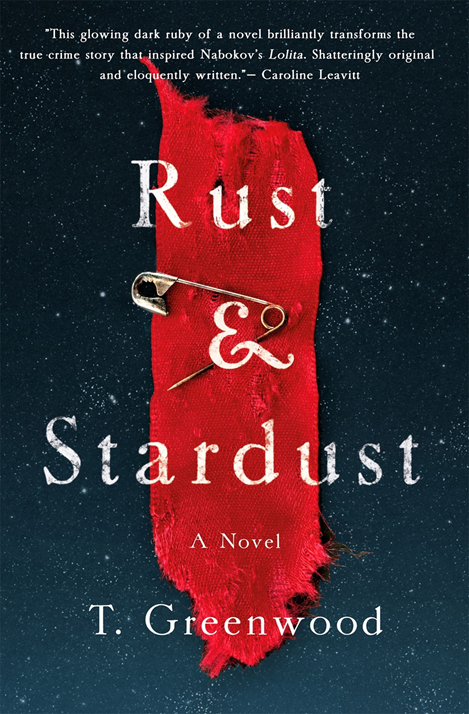 "This glowing dark ruby of a novel brilliantly transforms the
true crime story that inspired Nabokov's Lolita. Shatteringly original
and eloquently written."— Caroline Leavitt
Rust
&
Stardust
A Novel
T. Greenwood